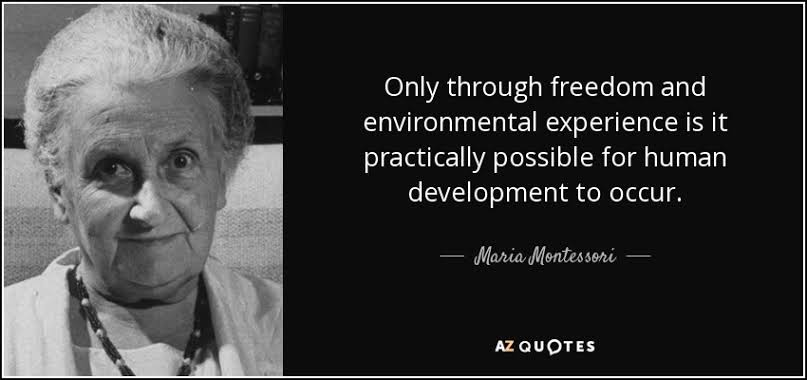 Only through freedom and
environmental experience is it
practically possible for human
development to occur.
Maria Montessori
AZ QUOTES